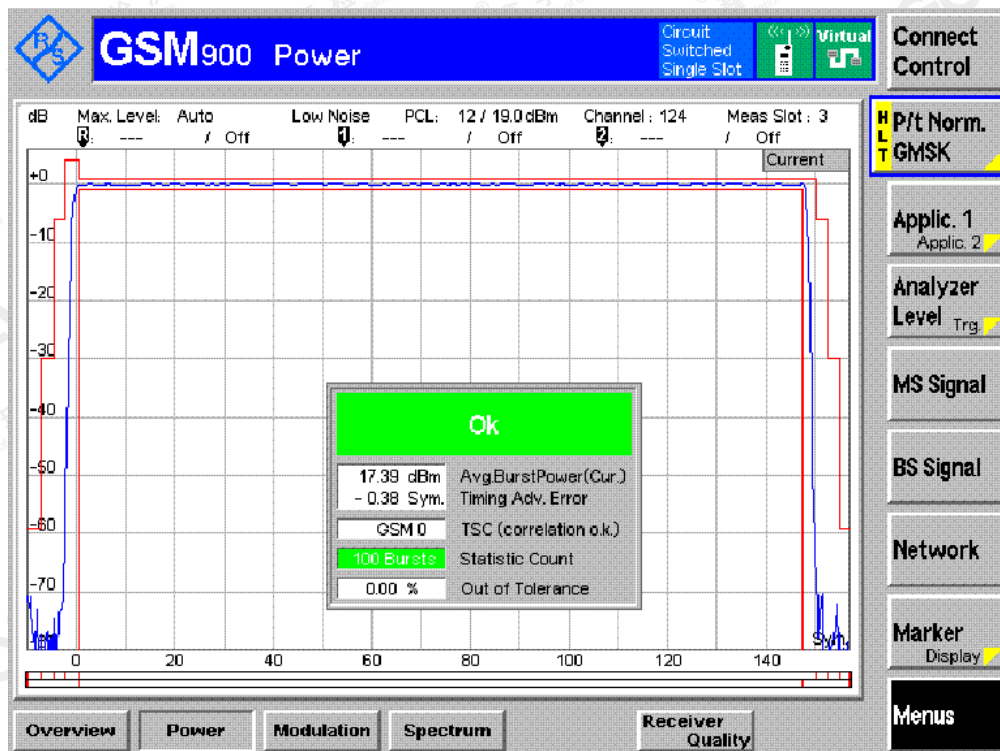 R/S
GSM900 Power
Circuit
Switched
Single Slot
Virtual
Connect
Control
dB Max. Level: Auto Low Noise PCL: 12 / 19.0 dBm Channel : 124 Meas Slot : 3
R: --- / Off 1: --- / Off 2: --- / Off
Current
HLT
P/t Norm.
GMSK
Applic. 1
Applic. 2
Analyzer
Level Trg.
MS Signal
BS Signal
Network
Marker
Display
Menus
+0
-10
-20
-30
-40
-50
-60
-70
Ok
17.39 dBm Avg.BurstPower(Cur.)
- 0.38 Sym. Timing Adv. Error
GSM 0 TSC (correlation o.k.)
100 Bursts Statistic Count
0.00 % Out of Tolerance
Sym.
0 20 40 60 80 100 120 140
Overview Power Modulation Spectrum Receiver
Quality